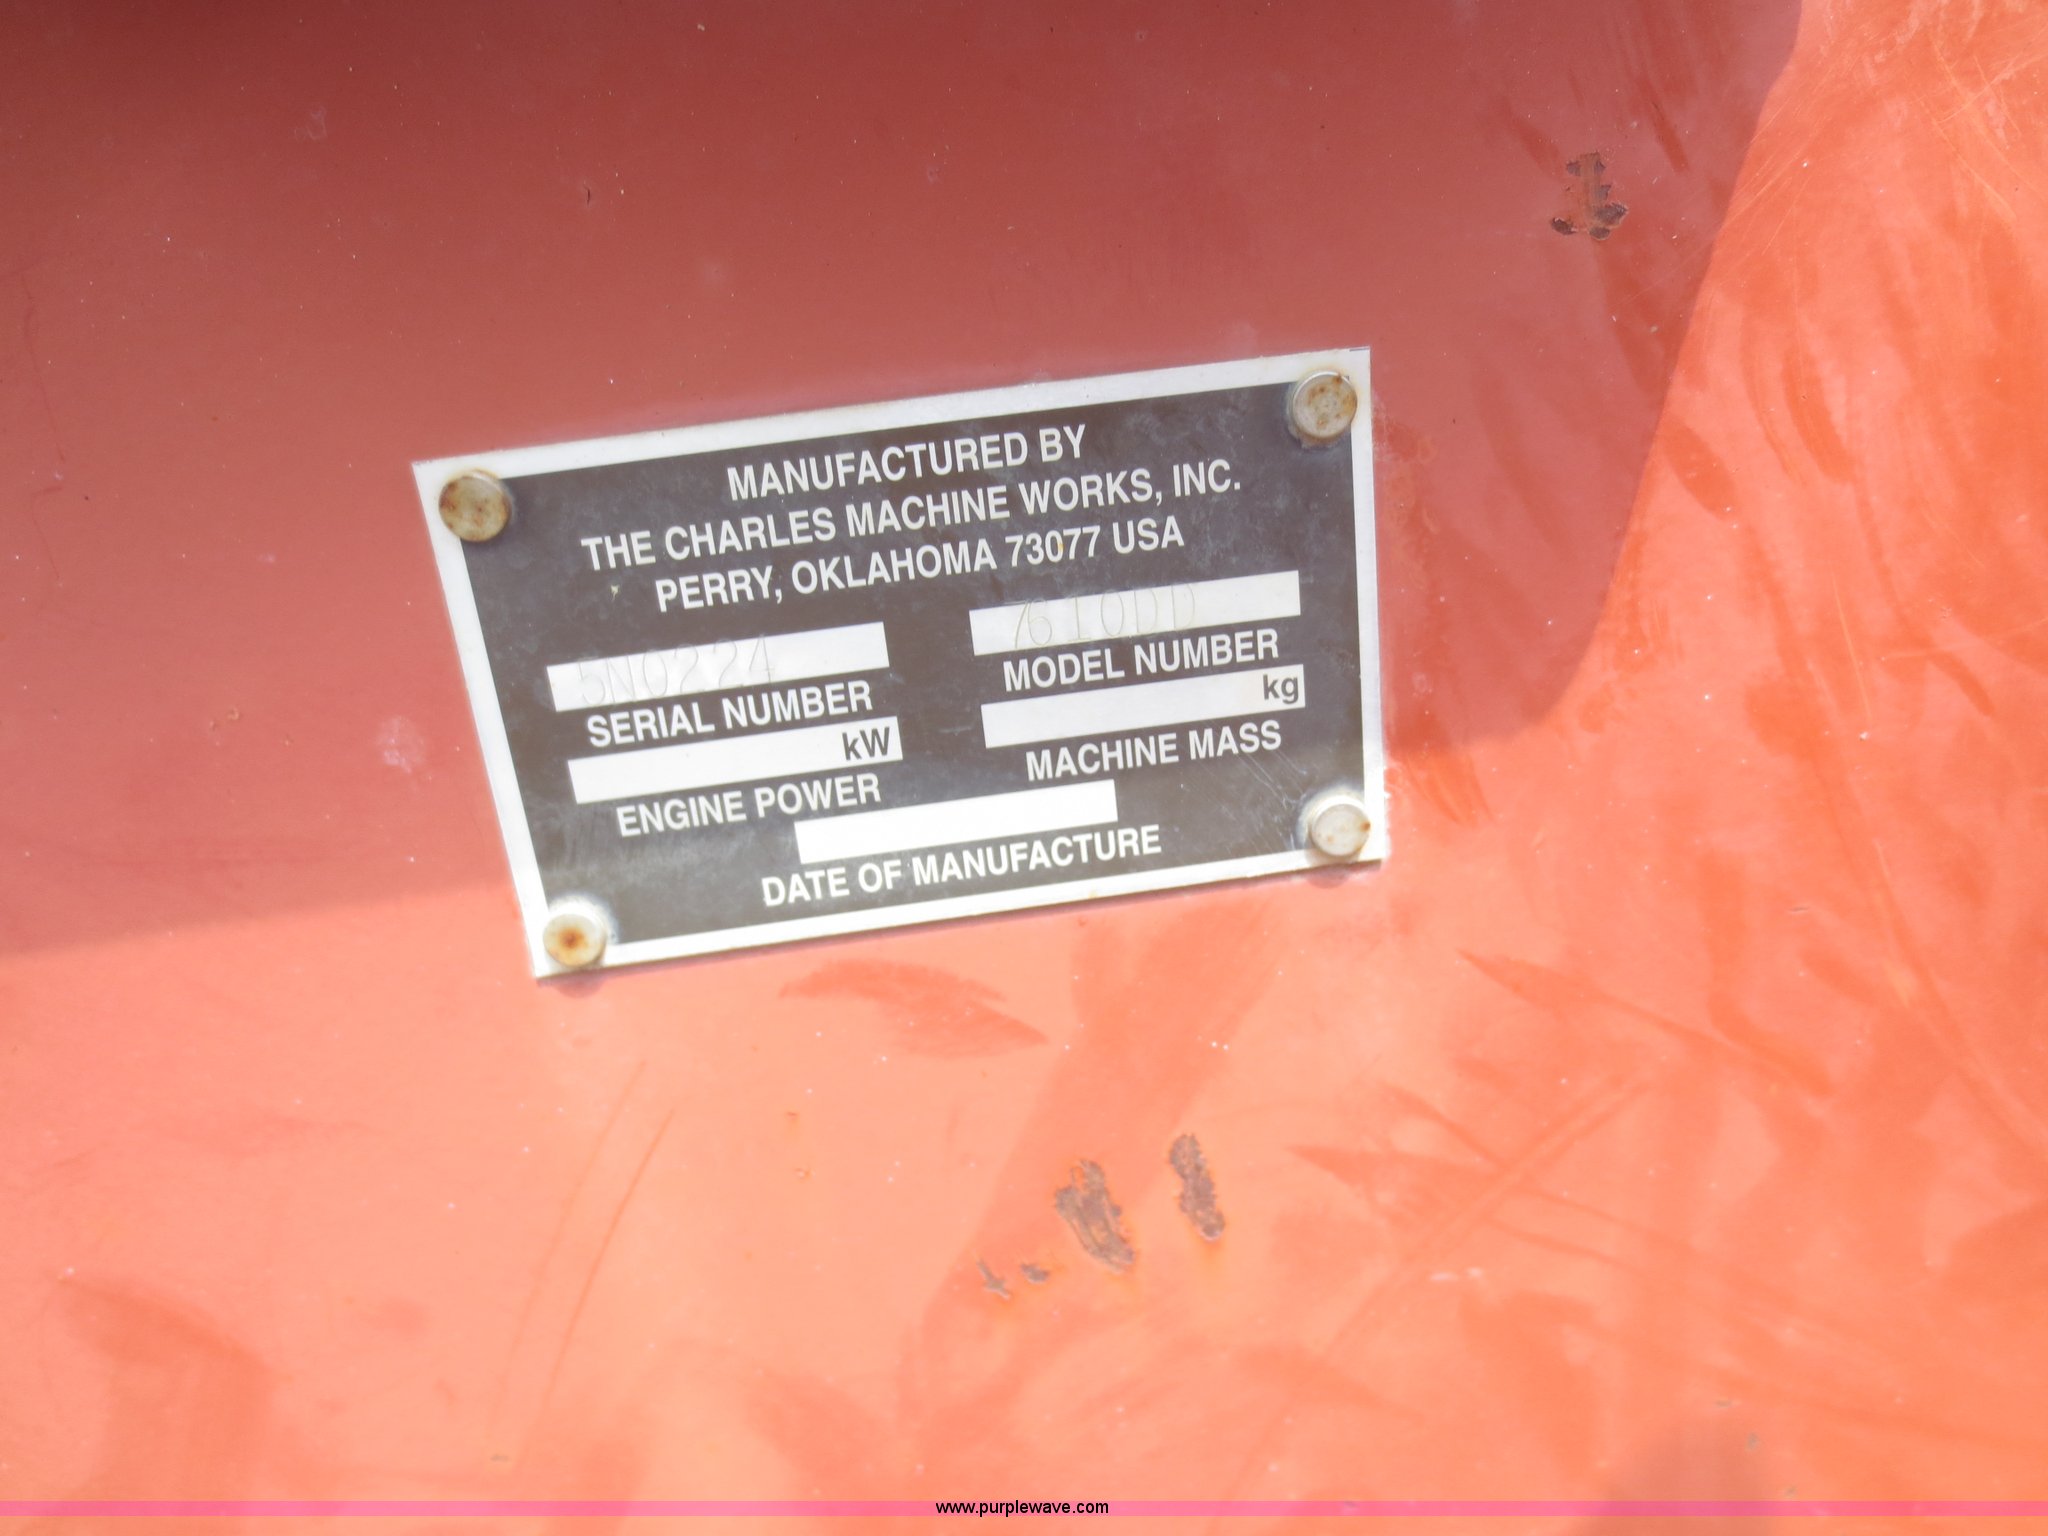 MANUFACTURED BY
THE CHARLES MACHINE WORKS, INC.
PERRY, OKLAHOMA 73077 USA
5N0224
SERIAL NUMBER
7610DD
MODEL NUMBER
kW
ENGINE POWER
kg
MACHINE MASS
DATE OF MANUFACTURE
www.purplewave.com